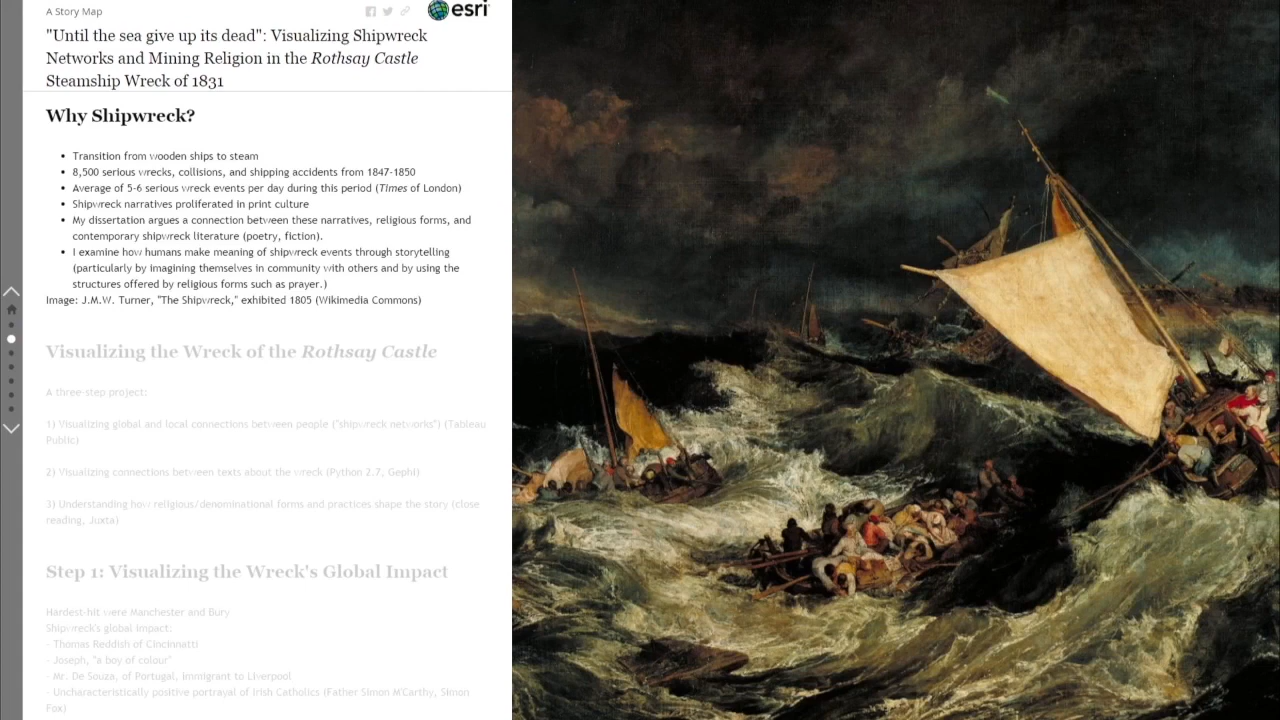 A Story Map
esri
"Until the sea give up its dead": Visualizing Shipwreck
Networks and Mining Religion in the Rothsay Castle
Steamship Wreck of 1831
Why Shipwreck?
• Transition from wooden ships to steam
• 8,500 serious wrecks, collisions, and shipping accidents from 1847-1850
• Average of 5-6 serious wreck events per day during this period (Times of London)
• Shipwreck narratives proliferated in print culture
• My dissertation argues a connection between these narratives, religious forms, and
contemporary shipwreck literature (poetry, fiction).
• I examine how humans make meaning of shipwreck events through storytelling
(particularly by imagining themselves in community with others and by using the
structures offered by religious forms such as prayer.)
Image: J.M.W. Turner, "The Shipwreck," exhibited 1805 (Wikimedia Commons)
Visualizing the Wreck of the Rothsay Castle
A three-step project:
1) Visualizing global and local connections between people ("shipwreck networks") (Tableau
Public)
2) Visualizing connections between texts about the wreck (Python 2.7, Gephi)
3) Understanding how religious/denominational forms and practices shape the story (close
reading, Juxta)
Step 1: Visualizing the Wreck's Global Impact
Hardest-hit were Manchester and Bury
Shipwreck's global impact:
- Thomas Reddish of Cincinnatti
- Joseph, "a boy of colour"
- Mr. De Souza, of Portugal, immigrant to Liverpool
- Uncharacteristically positive portrayal of Irish Catholics (Father Simon M'Carthy, Simon
Fox)